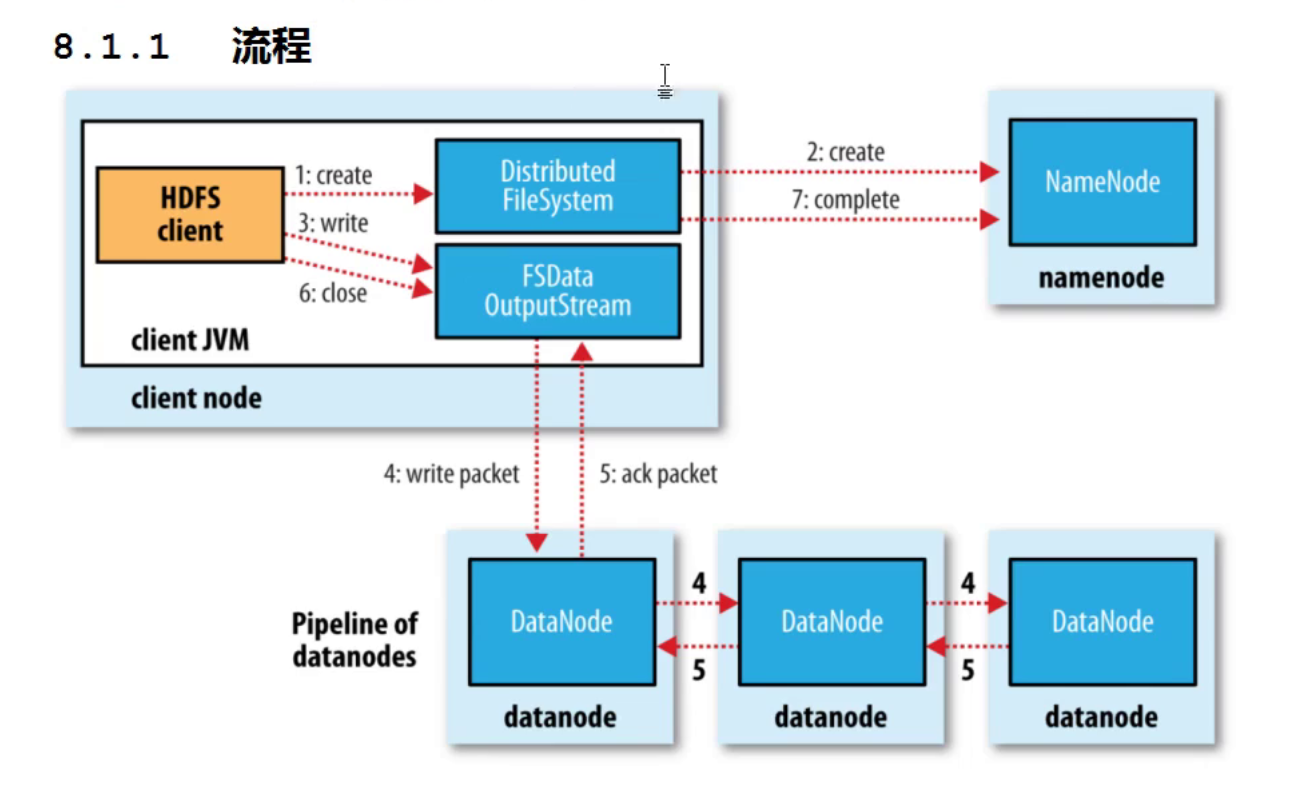 8.1.1 流程
HDFS
client
1: create
3: write
6: close
Distributed
FileSystem
FSData
OutputStream
client JVM
client node
2: create
7: complete
NameNode
namenode
4: write packet
5: ack packet
Pipeline of
datanodes
DataNode
datanode
4
5
DataNode
datanode
4
5
DataNode
datanode